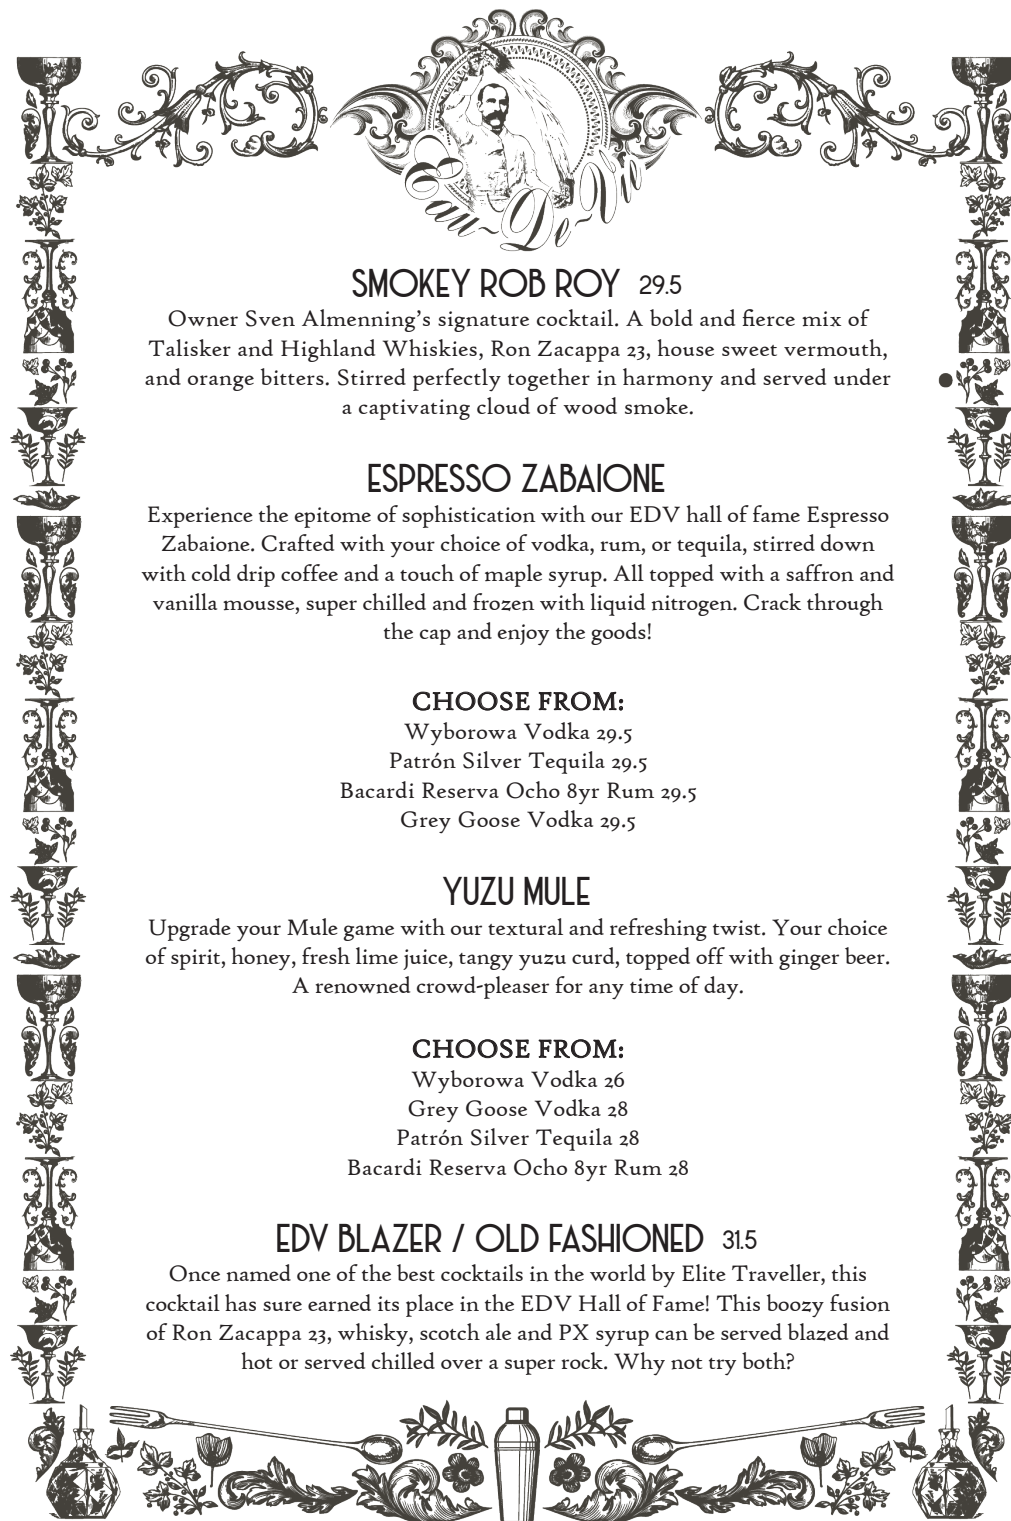 Eau-De-Vie
SMOKEY ROB ROY 29.5
Owner Sven Almenning's signature cocktail. A bold and fierce mix of
Talisker and Highland Whiskies, Ron Zacappa 23, house sweet vermouth,
and orange bitters. Stirred perfectly together in harmony and served under
a captivating cloud of wood smoke.
ESPRESSO ZABAIONE
Experience the epitome of sophistication with our EDV hall of fame Espresso
Zabaione. Crafted with your choice of vodka, rum, or tequila, stirred down
with cold drip coffee and a touch of maple syrup. All topped with a saffron and
vanilla mousse, super chilled and frozen with liquid nitrogen. Crack through
the cap and enjoy the goods!
CHOOSE FROM:
Wyborowa Vodka 29.5
Patrón Silver Tequila 29.5
Bacardi Reserva Ocho 8yr Rum 29.5
Grey Goose Vodka 29.5
YUZU MULE
Upgrade your Mule game with our textural and refreshing twist. Your choice
of spirit, honey, fresh lime juice, tangy yuzu curd, topped off with ginger beer.
A renowned crowd-pleaser for any time of day.
CHOOSE FROM:
Wyborowa Vodka 26
Grey Goose Vodka 28
Patrón Silver Tequila 28
Bacardi Reserva Ocho 8yr Rum 28
EDV BLAZER / OLD FASHIONED 31.5
Once named one of the best cocktails in the world by Elite Traveller, this
cocktail has sure earned its place in the EDV Hall of Fame! This boozy fusion
of Ron Zacappa 23, whisky, scotch ale and PX syrup can be served blazed and
hot or served chilled over a super rock. Why not try both?